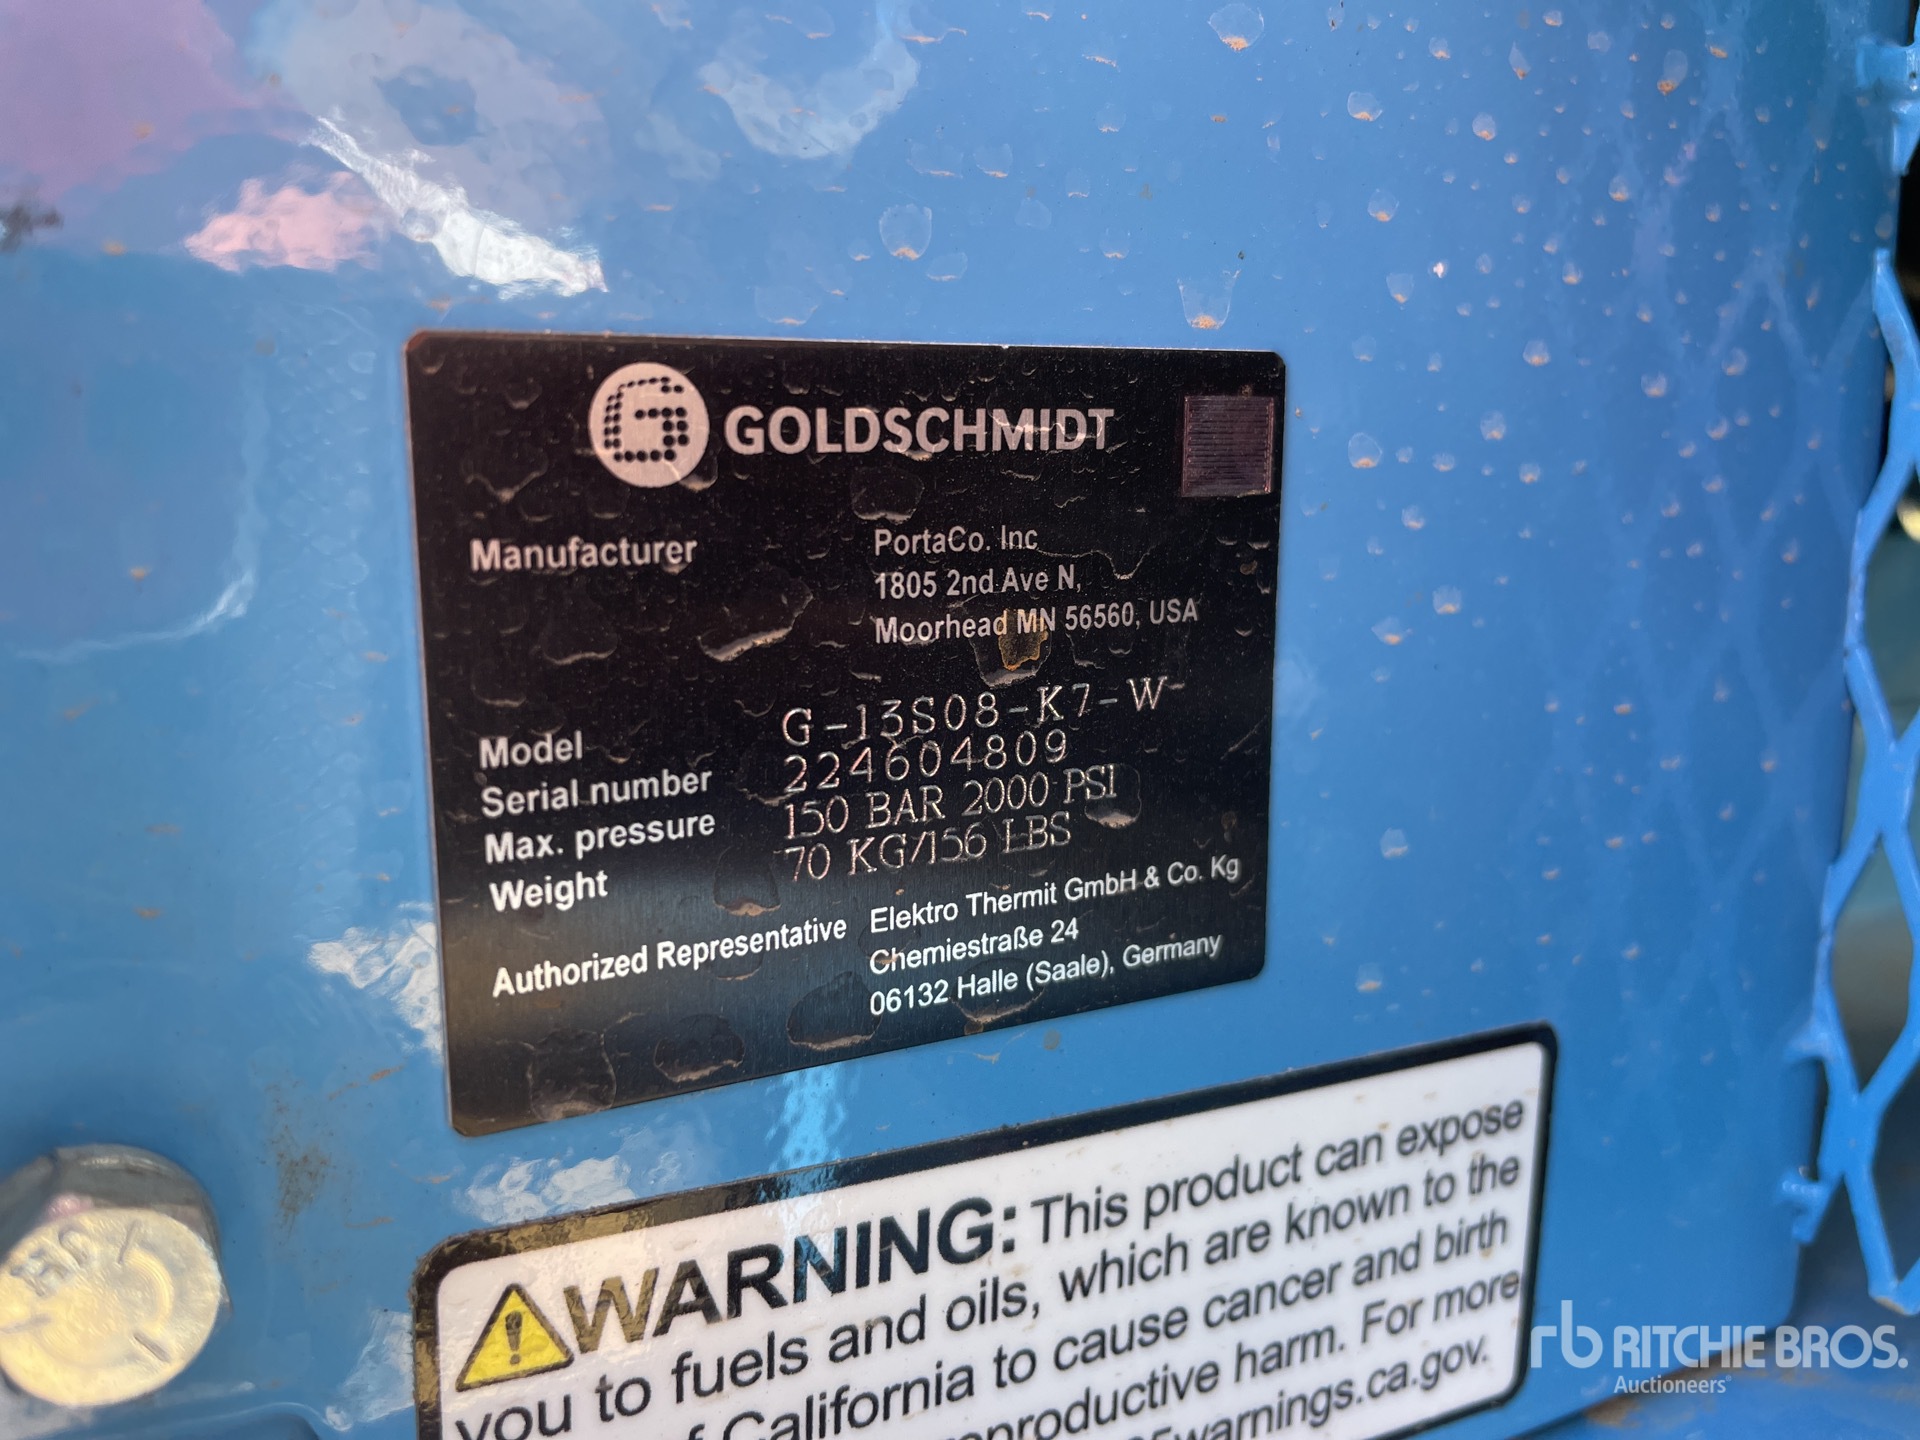 GOLDSCHMIDT
Manufacturer PortaCo. Inc
1805 2nd Ave N,
Moorhead MN 56560, USA
Model G-13S08-K7-W
Serial number 224604809
Max. pressure 150 BAR 2000 PSI
Weight 70 KG/156 LBS
Authorized Representative Elektro Thermit GmbH & Co. Kg
Chemiestraße 24
06132 Halle (Saale), Germany
WARNING: This product can expose
you to fuels and oils, which are known to the
of California to cause cancer and birth
reproductive harm. For more
warnings.ca.gov.
rb RITCHIE BROS.
Auctioneers